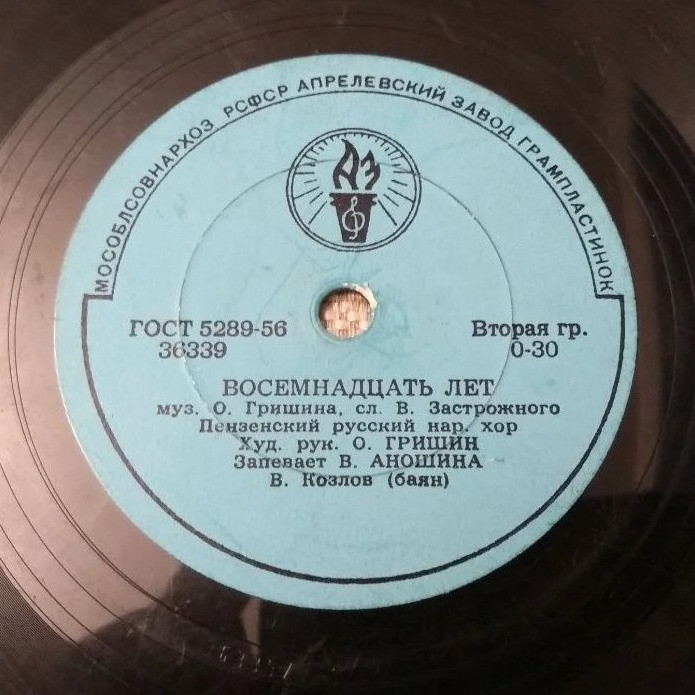 МОСОБЛСОВНАРХОЗ РСФСР АПРЕЛЕВСКИЙ ЗАВОД ГРАМПЛАСТИНОК
АЗ
ГОСТ 5289-56
36339
Вторая гр.
0-30
ВОСЕМНАДЦАТЬ ЛЕТ
муз. О. Гришина, сл. В. Застрожного
Пензенский русский нар. хор
Худ. рук. О. ГРИШИН
Запевает В. АНОШИНА
В. Козлов (баян)